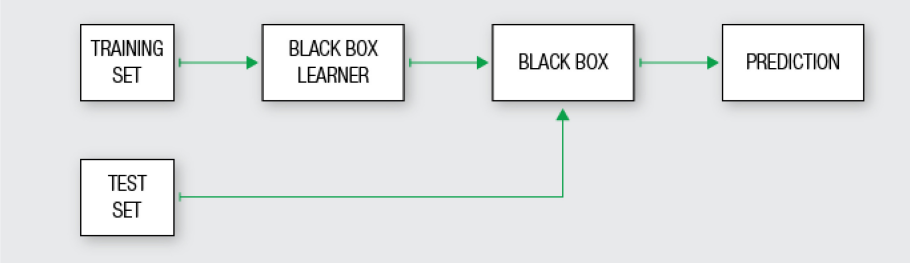 TRAINING
SET
BLACK BOX
LEARNER
BLACK BOX
PREDICTION
TEST
SET